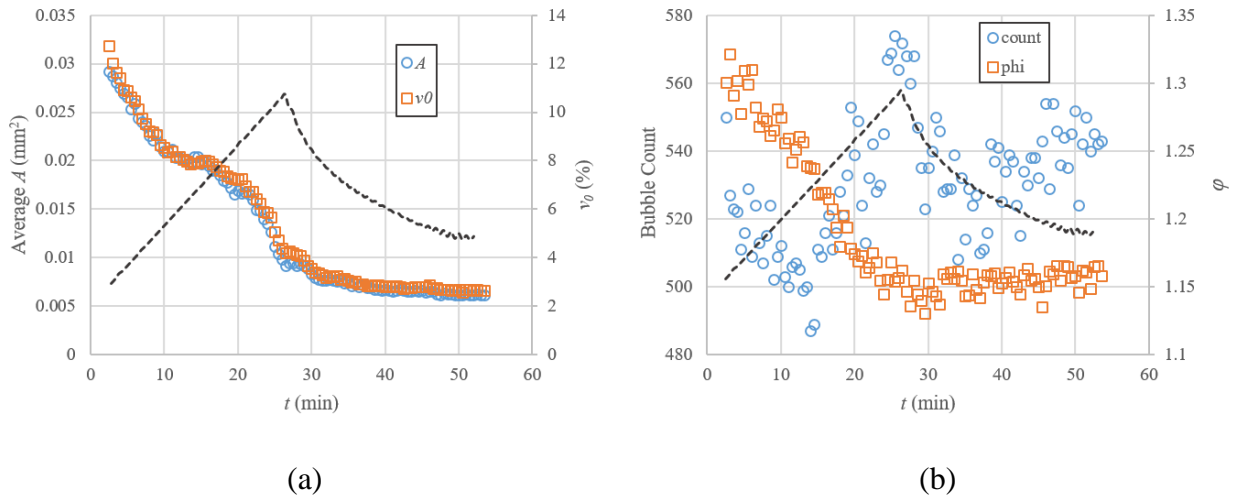 0.035
0.03
0.025
0.02
0.015
0.01
0.005
0
Average A (mm²)
14
12
10
8
6
4
2
0
v₀ (%)
A
v0
0 10 20 30 40 50 60
t (min)
(a)
580
560
540
520
500
480
Bubble Count
1.35
1.3
1.25
1.2
1.15
1.1
φ
count
phi
0 10 20 30 40 50 60
t (min)
(b)